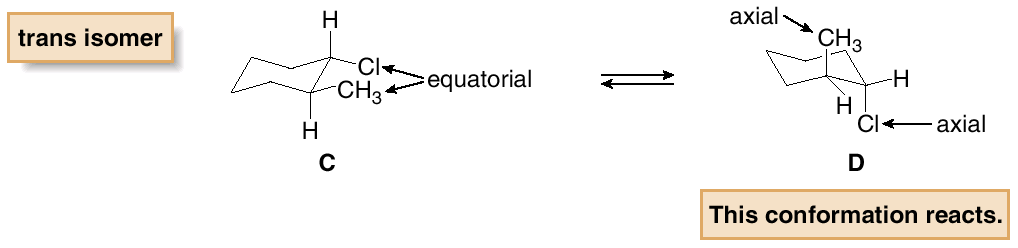 trans isomer
H
Cl
CH3
equatorial
H
C
axial
CH3
H
H
Cl
axial
D
This conformation reacts.